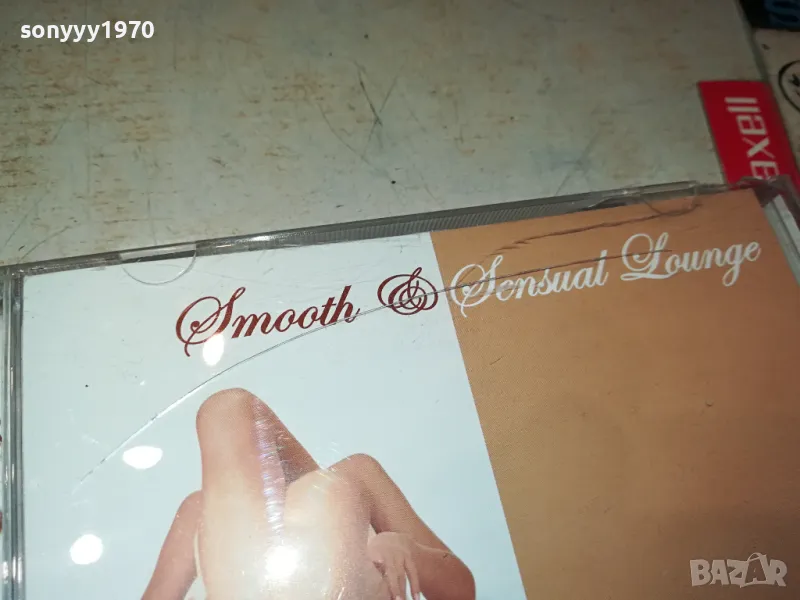 sonyyy1970
maxell
Smooth & Sensual Lounge
BAZAR